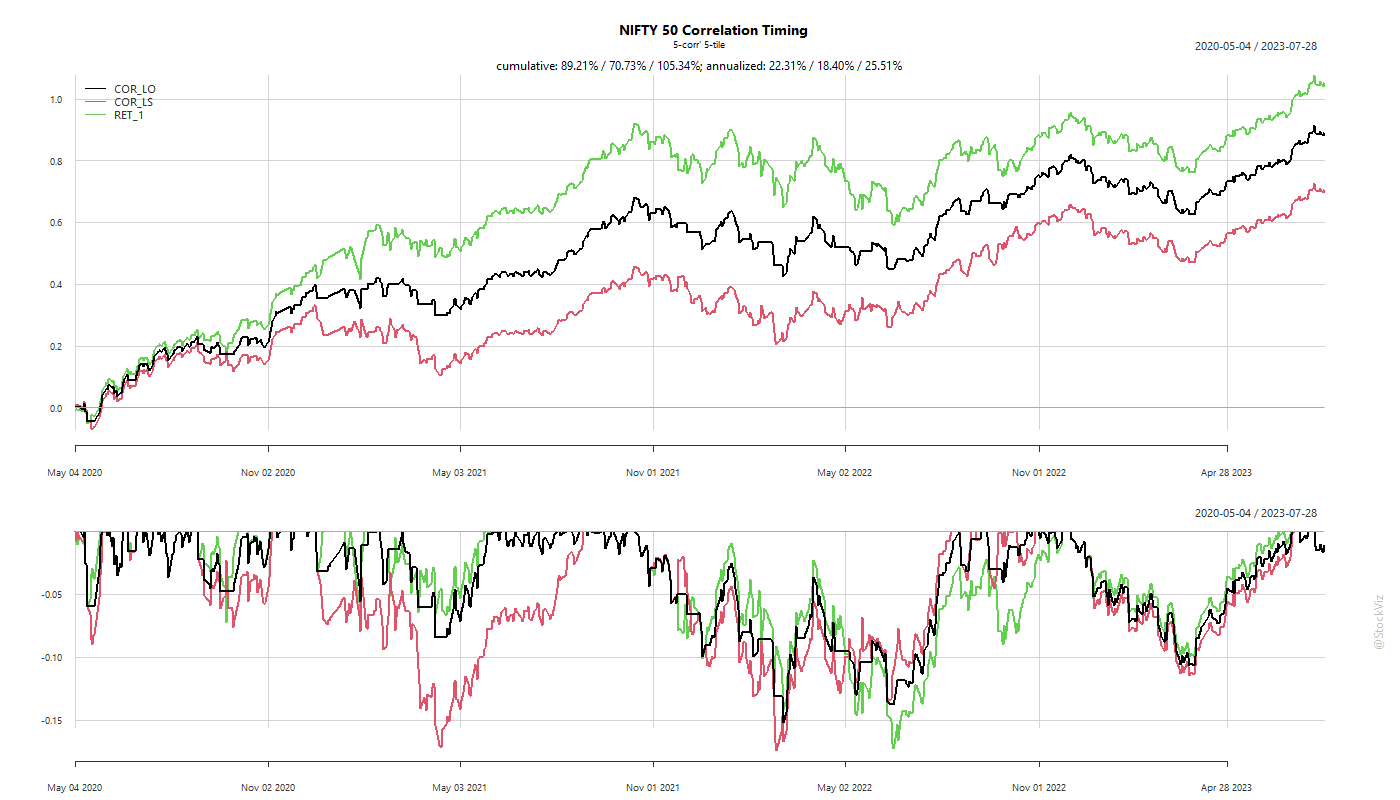 NIFTY 50 Correlation Timing
5-corr' 5-tile
2020-05-04 / 2023-07-28
cumulative: 89.21% / 70.73% / 105.34%; annualized: 22.31% / 18.40% / 25.51%
COR_LO
COR_LS
RET_1
1.0
0.8
0.6
0.4
0.2
0.0
May 04 2020 Nov 02 2020 May 03 2021 Nov 01 2021 May 02 2022 Nov 01 2022 Apr 28 2023
2020-05-04 / 2023-07-28
-0.05
-0.10
-0.15
May 04 2020 Nov 02 2020 May 03 2021 Nov 01 2021 May 02 2022 Nov 01 2022 Apr 28 2023
@StockViz